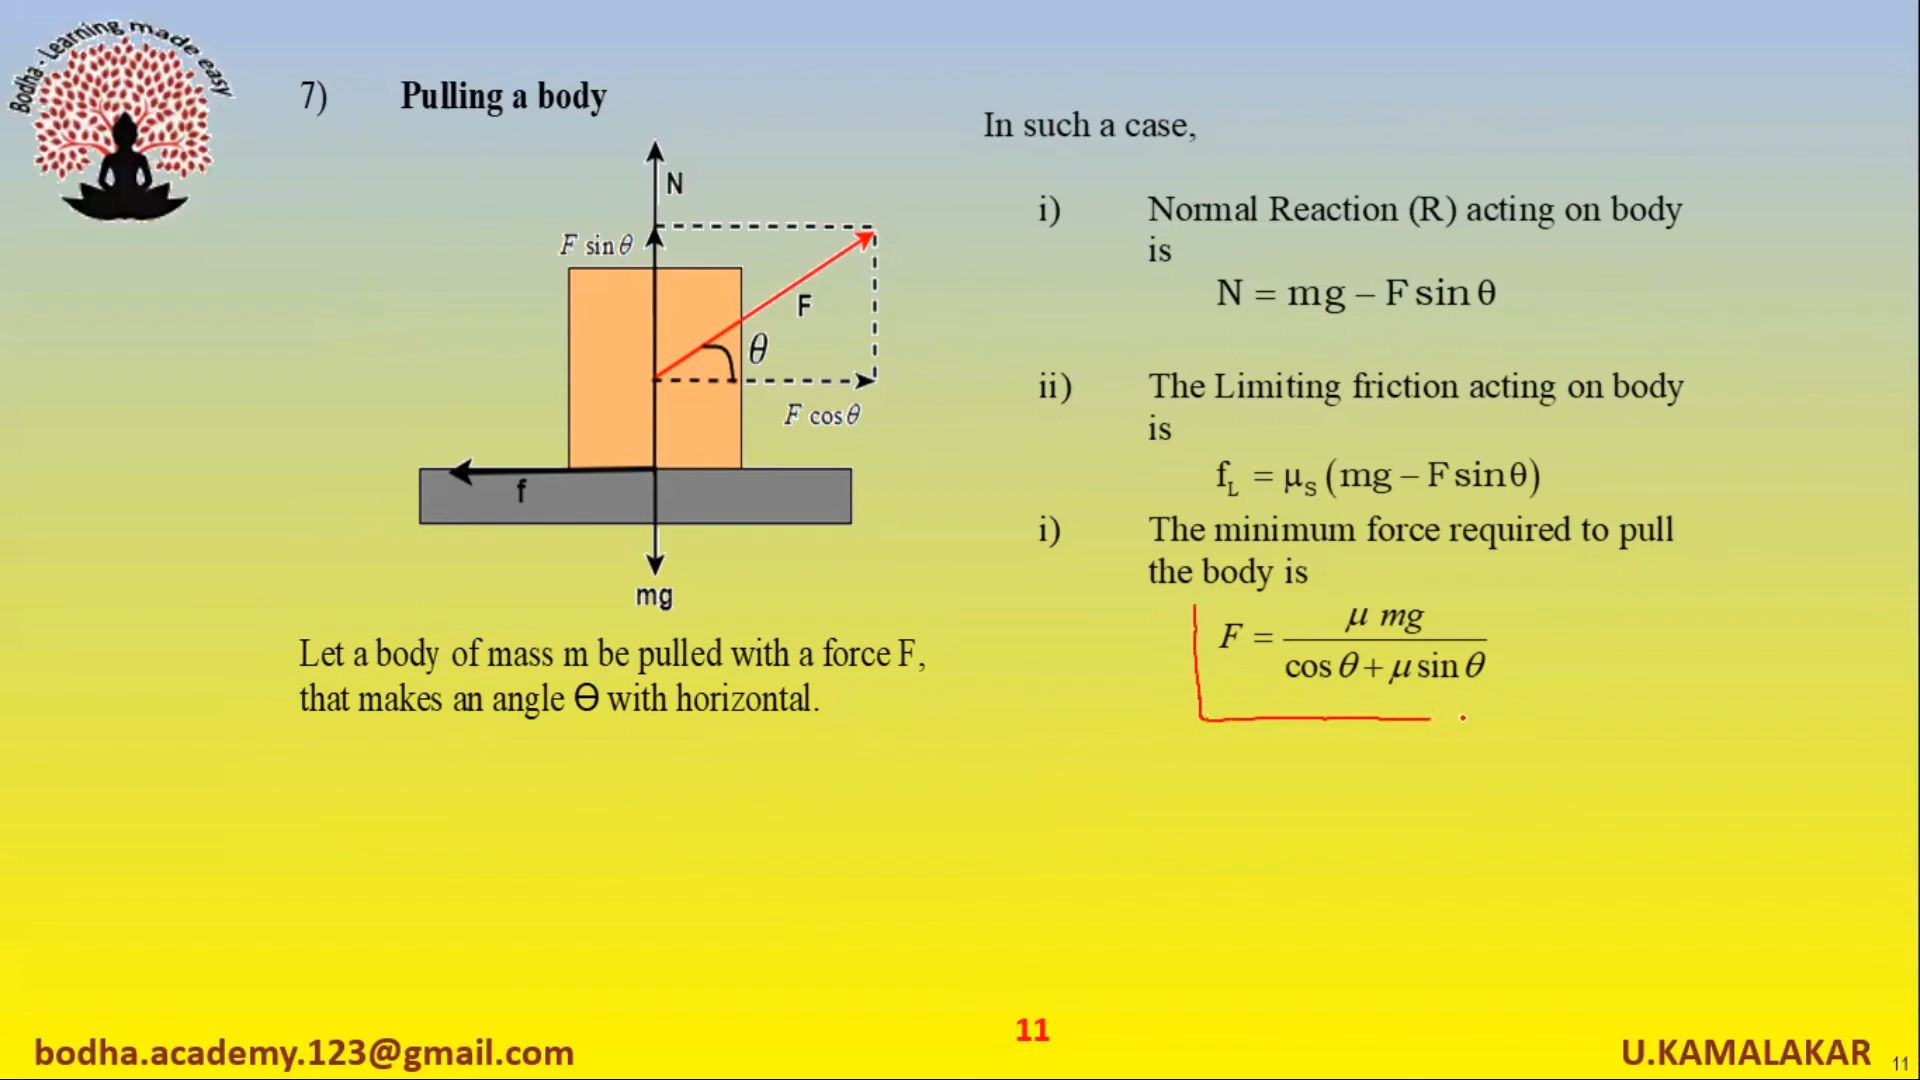 Bodha - Learning made easy
7) Pulling a body
N
F sin θ
F
θ
F cos θ
f
mg
Let a body of mass m be pulled with a force F,
that makes an angle Ө with horizontal.
In such a case,
i) Normal Reaction (R) acting on body
is
N = mg – F sin θ
ii) The Limiting friction acting on body
is
f_L = μ_S (mg – F sin θ)
i) The minimum force required to pull
the body is
F = μ mg / cos θ + μ sin θ
11
bodha.academy.123@gmail.com
U.KAMALAKAR
11